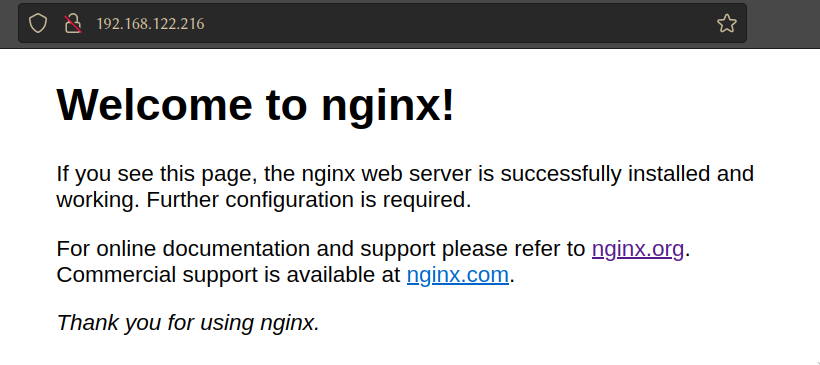 192.168.122.216
Welcome to nginx!
If you see this page, the nginx web server is successfully installed and
working. Further configuration is required.
For online documentation and support please refer to nginx.org.
Commercial support is available at nginx.com.
Thank you for using nginx.